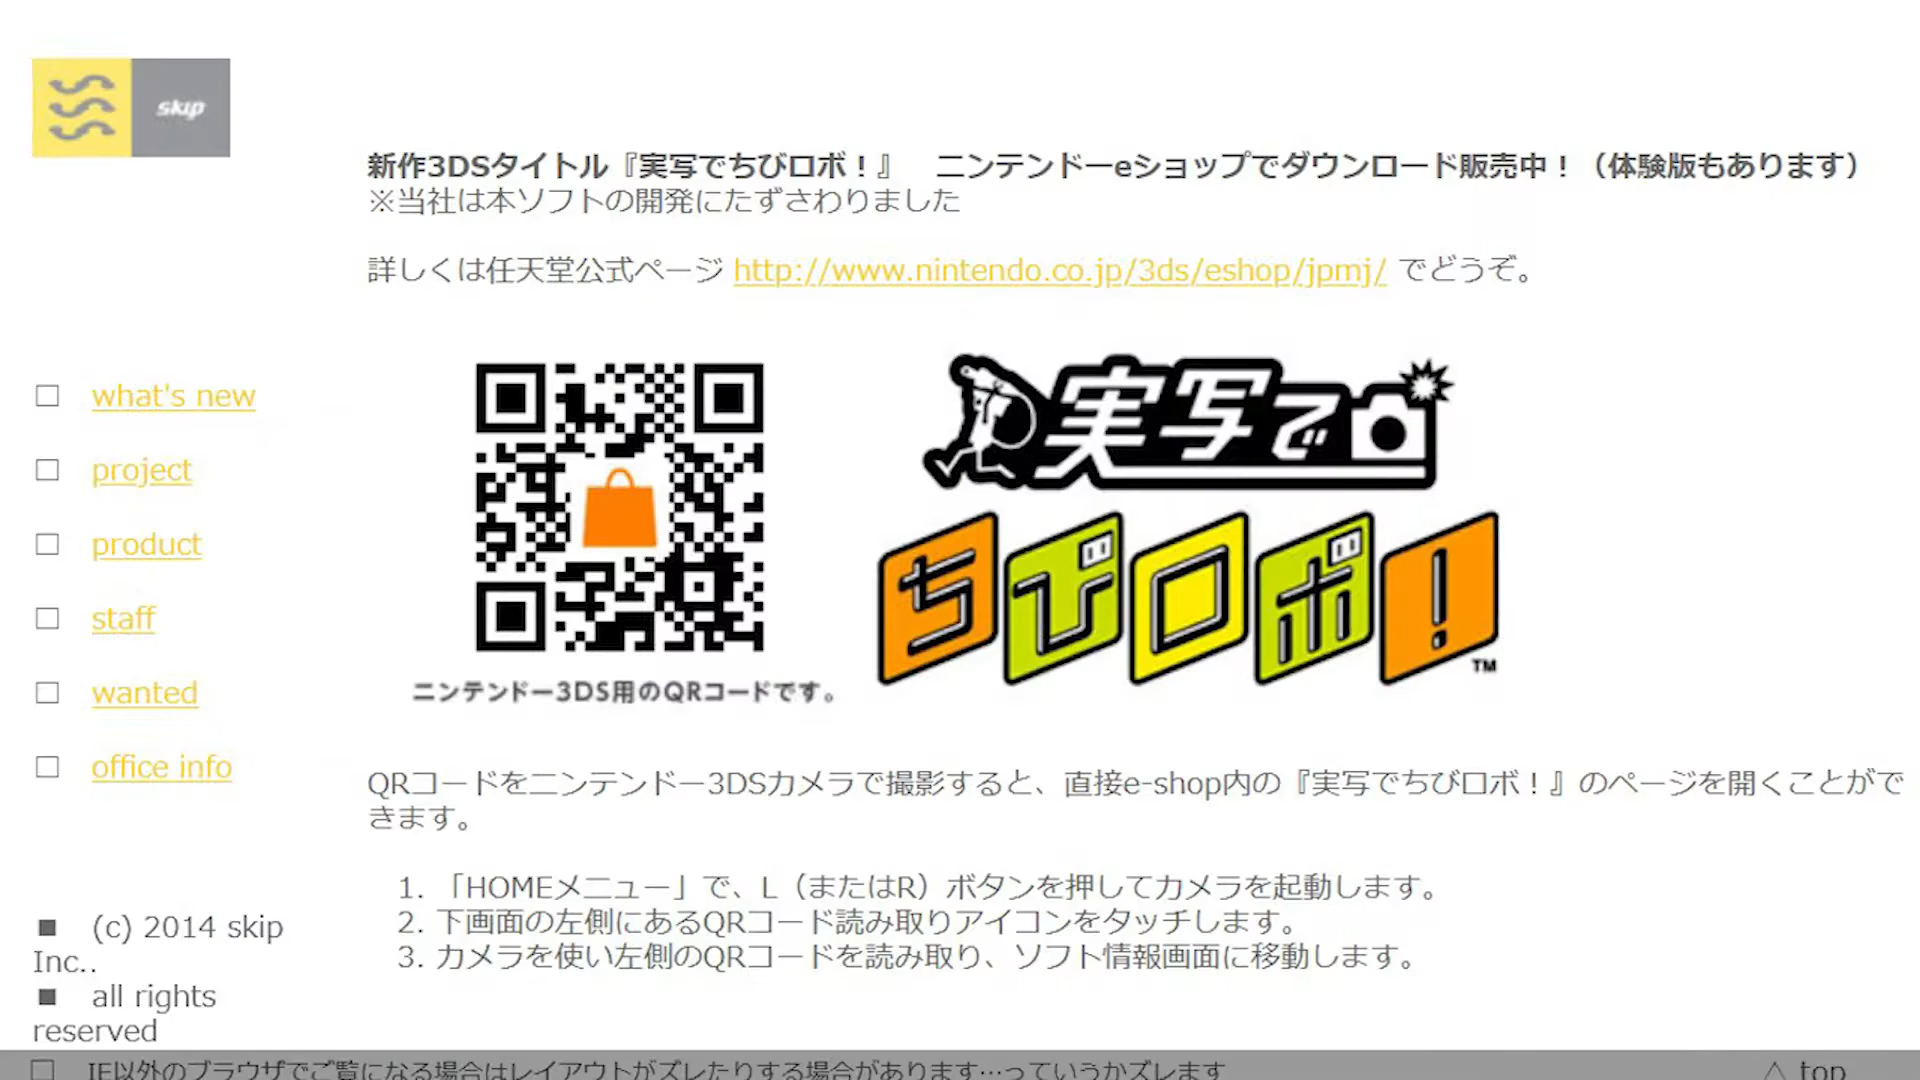 skip
新作3DSタイトル『実写でちびロボ！』　ニンテンドーeショップでダウンロード販売中！（体験版もあります）
※当社は本ソフトの開発にたずさわりました
詳しくは任天堂公式ページ http://www.nintendo.co.jp/3ds/eshop/jpmj/ でどうぞ。
what's new
project
product
staff
wanted
office info
実写で
ちびロボ！
TM
ニンテンドー3DS用のQRコードです。
QRコードをニンテンドー3DSカメラで撮影すると、直接e-shop内の『実写でちびロボ！』のページを開くことがで
きます。
1. 「HOMEメニュー」で、L（またはR）ボタンを押してカメラを起動します。
2. 下画面の左側にあるQRコード読み取りアイコンをタッチします。
3. カメラを使い左側のQRコードを読み取り、ソフト情報画面に移動します。
■ (c) 2014 skip
Inc..
■ all rights
reserved
□ IE以外のブラウザでご覧になる場合はレイアウトがズレたりする場合があります…っていうかズレます
△ top